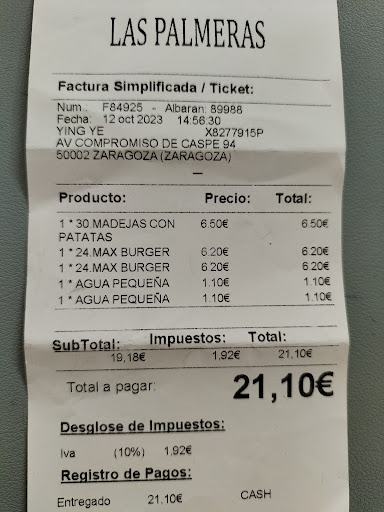 LAS PALMERAS
Factura Simplificada / Ticket:
Num.: F84925 - Albaran: 89988
Fecha: 12 oct 2023 14:56:30
YING YE X8277915P
AV COMPROMISO DE CASPE 94
50002 ZARAGOZA (ZARAGOZA)
Producto: Precio: Total:
1 * 30.MADEJAS CON PATATAS 6.50€ 6.50€
1 * 24.MAX BURGER 6.20€ 6.20€
1 * 24.MAX BURGER 6.20€ 6.20€
1 * AGUA PEQUEÑA 1.10€ 1.10€
1 * AGUA PEQUEÑA 1.10€ 1.10€
SubTotal: Impuestos: Total:
19,18€ 1,92€ 21,10€
Total a pagar: 21,10€
Desglose de Impuestos:
Iva (10%) 1,92€
Registro de Pagos:
Entregado 21.10€ CASH